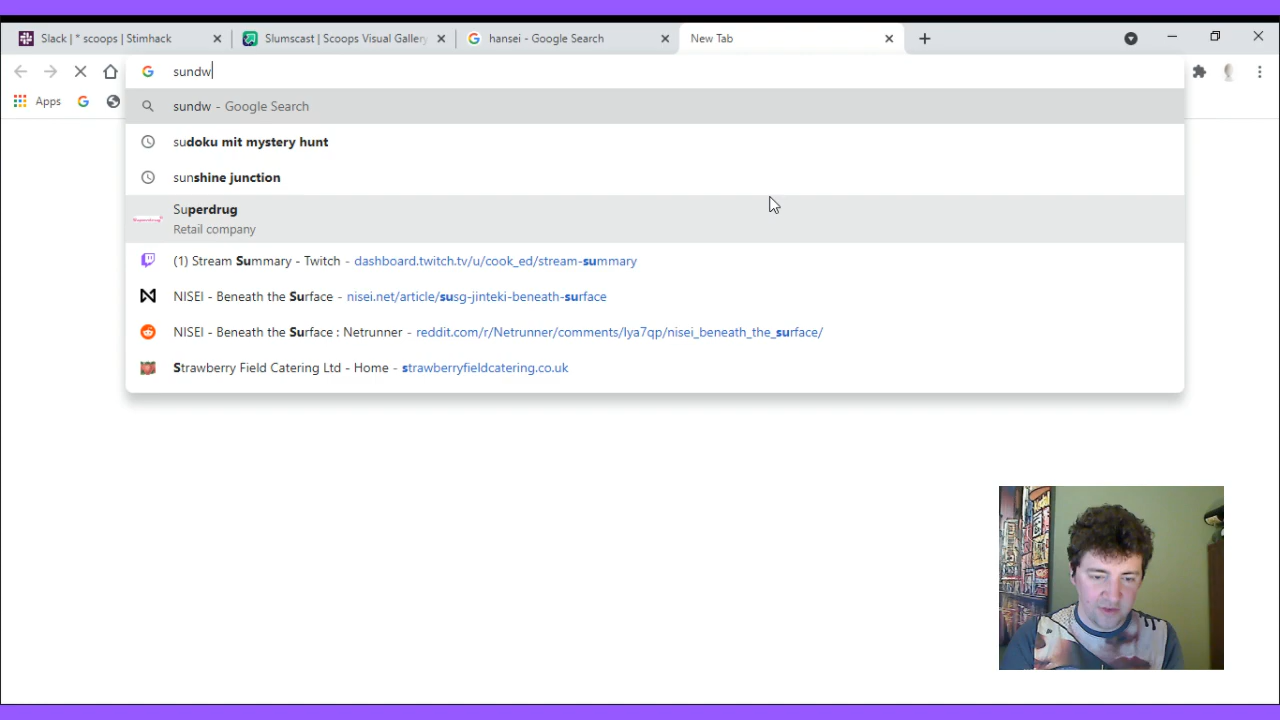 Slack | * scoops | Stimhack
Slumscast | Scoops Visual Gallery
hansei - Google Search
New Tab
sundw
Apps
sundw - Google Search
sudoku mit mystery hunt
sunshine junction
Superdrug
Retail company
(1) Stream Summary - Twitch - dashboard.twitch.tv/u/cook_ed/stream-summary
NISEI - Beneath the Surface - nisei.net/article/susg-jinteki-beneath-surface
NISEI - Beneath the Surface : Netrunner - reddit.com/r/Netrunner/comments/lya7qp/nisei_beneath_the_surface/
Strawberry Field Catering Ltd - Home - strawberryfieldcatering.co.uk